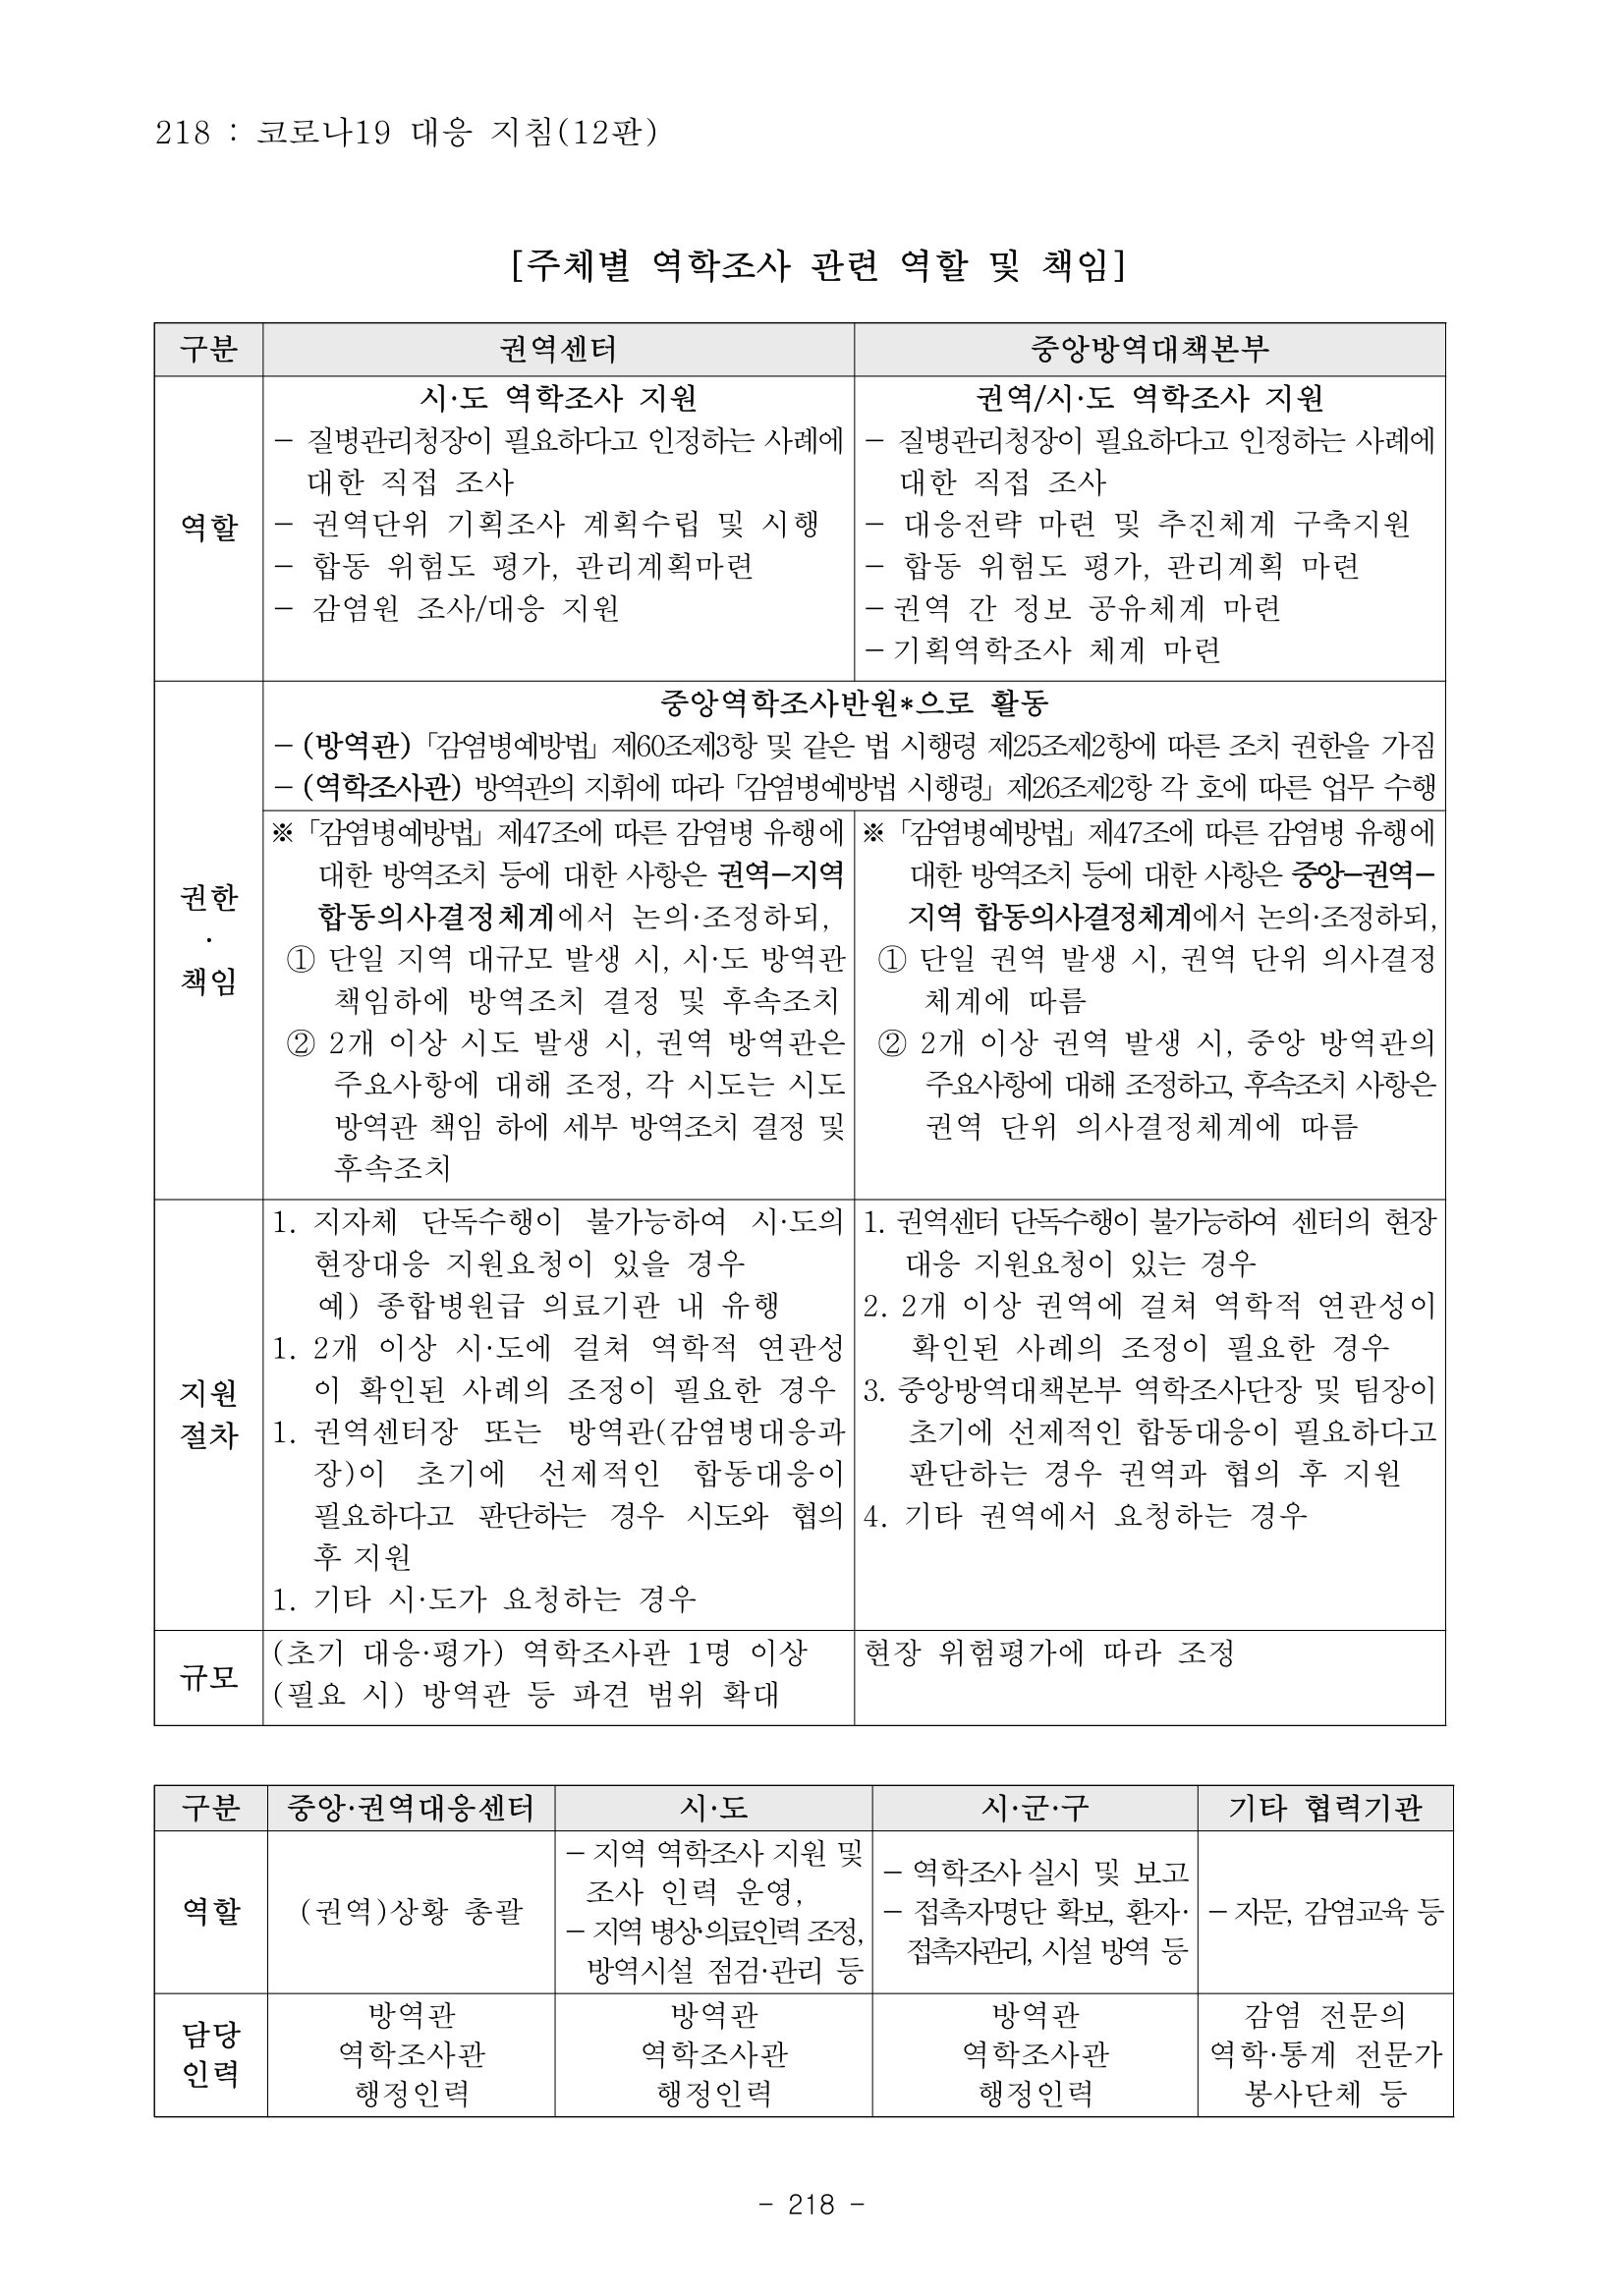 218 : 코로나19 대응 지침(12판)
[주체별 역학조사 관련 역할 및 책임]
구분
권역센터
중앙방역대책본부
역할
시·도 역학조사 지원
– 질병관리청장이 필요하다고 인정하는 사례에
대한 직접 조사
– 권역단위 기획조사 계획수립 및 시행
– 합동 위험도 평가, 관리계획마련
– 감염원 조사/대응 지원
권역/시·도 역학조사 지원
– 질병관리청장이 필요하다고 인정하는 사례에
대한 직접 조사
– 대응전략 마련 및 추진체계 구축지원
– 합동 위험도 평가, 관리계획 마련
– 권역 간 정보 공유체계 마련
– 기획역학조사 체계 마련
권한
·
책임
중앙역학조사반원*으로 활동
– (방역관)「감염병예방법」제60조제3항 및 같은 법 시행령 제25조제2항에 따른 조치 권한을 가짐
– (역학조사관) 방역관의 지휘에 따라「감염병예방법 시행령」제26조제2항 각 호에 따른 업무 수행
※「감염병예방법」제47조에 따른 감염병 유행에
대한 방역조치 등에 대한 사항은 권역–지역
합동의사결정체계에서 논의·조정하되,
① 단일 지역 대규모 발생 시, 시·도 방역관
책임하에 방역조치 결정 및 후속조치
② 2개 이상 시도 발생 시, 권역 방역관은
주요사항에 대해 조정, 각 시도는 시도
방역관 책임 하에 세부 방역조치 결정 및
후속조치
※「감염병예방법」제47조에 따른 감염병 유행에
대한 방역조치 등에 대한 사항은 중앙–권역–
지역 합동의사결정체계에서 논의·조정하되,
① 단일 권역 발생 시, 권역 단위 의사결정
체계에 따름
② 2개 이상 권역 발생 시, 중앙 방역관의
주요사항에 대해 조정하고, 후속조치 사항은
권역 단위 의사결정체계에 따름
지원
절차
1. 지자체 단독수행이 불가능하여 시·도의
현장대응 지원요청이 있을 경우
예) 종합병원급 의료기관 내 유행
1. 2개 이상 시·도에 걸쳐 역학적 연관성
이 확인된 사례의 조정이 필요한 경우
1. 권역센터장 또는 방역관(감염병대응과
장)이 초기에 선제적인 합동대응이
필요하다고 판단하는 경우 시도와 협의
후 지원
1. 기타 시·도가 요청하는 경우
1. 권역센터 단독수행이 불가능하여 센터의 현장
대응 지원요청이 있는 경우
2. 2개 이상 권역에 걸쳐 역학적 연관성이
확인된 사례의 조정이 필요한 경우
3. 중앙방역대책본부 역학조사단장 및 팀장이
초기에 선제적인 합동대응이 필요하다고
판단하는 경우 권역과 협의 후 지원
4. 기타 권역에서 요청하는 경우
규모
(초기 대응·평가) 역학조사관 1명 이상
(필요 시) 방역관 등 파견 범위 확대
현장 위험평가에 따라 조정
구분
중앙·권역대응센터
시·도
시·군·구
기타 협력기관
역할
(권역)상황 총괄
– 지역 역학조사 지원 및
조사 인력 운영,
– 지역 병상·의료인력 조정,
방역시설 점검·관리 등
– 역학조사 실시 및 보고
– 접촉자명단 확보, 환자·
접촉자관리, 시설 방역 등
– 자문, 감염교육 등
담당
인력
방역관
역학조사관
행정인력
방역관
역학조사관
행정인력
방역관
역학조사관
행정인력
감염 전문의
역학·통계 전문가
봉사단체 등
- 218 -